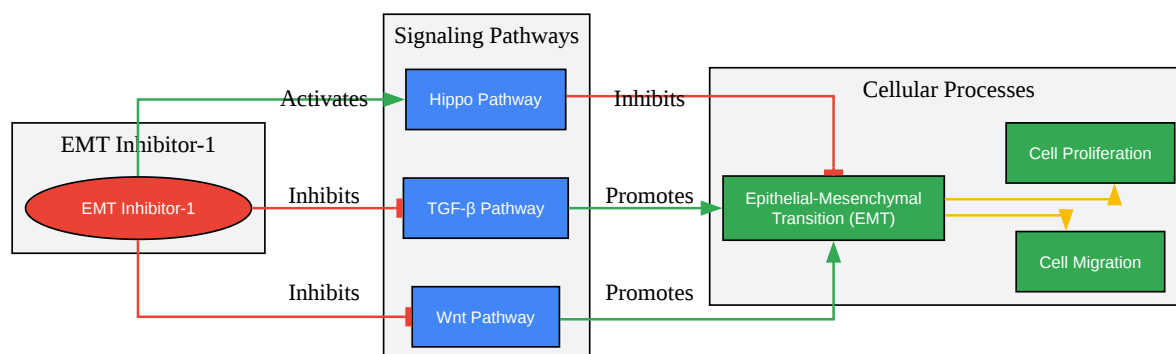 Signaling Pathways
Activates
Hippo Pathway
Inhibits
Cellular Processes
EMT Inhibitor-1
Cell Proliferation
EMT Inhibitor-1
Inhibits
TGF-β Pathway
Promotes
Epithelial-Mesenchymal
Transition (EMT)
Cell Migration
Inhibits
Wnt Pathway
Promotes